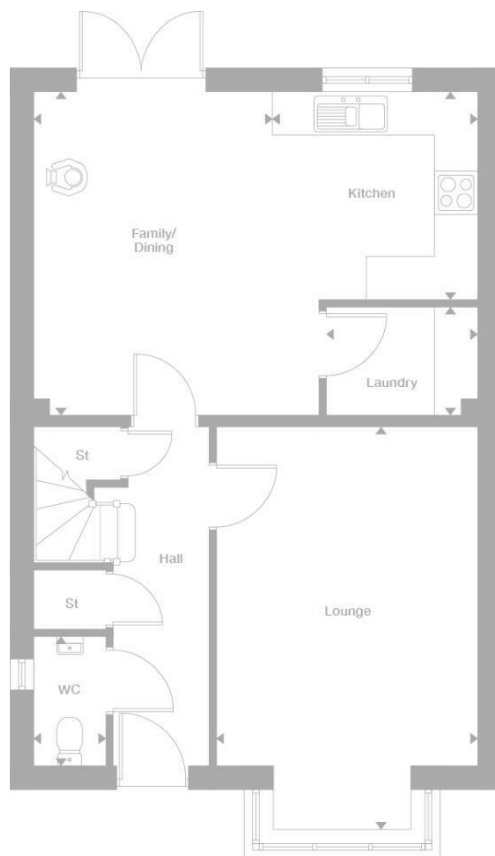 Kitchen
Family/
Dining
Laundry
St
Hall
St
Lounge
WC